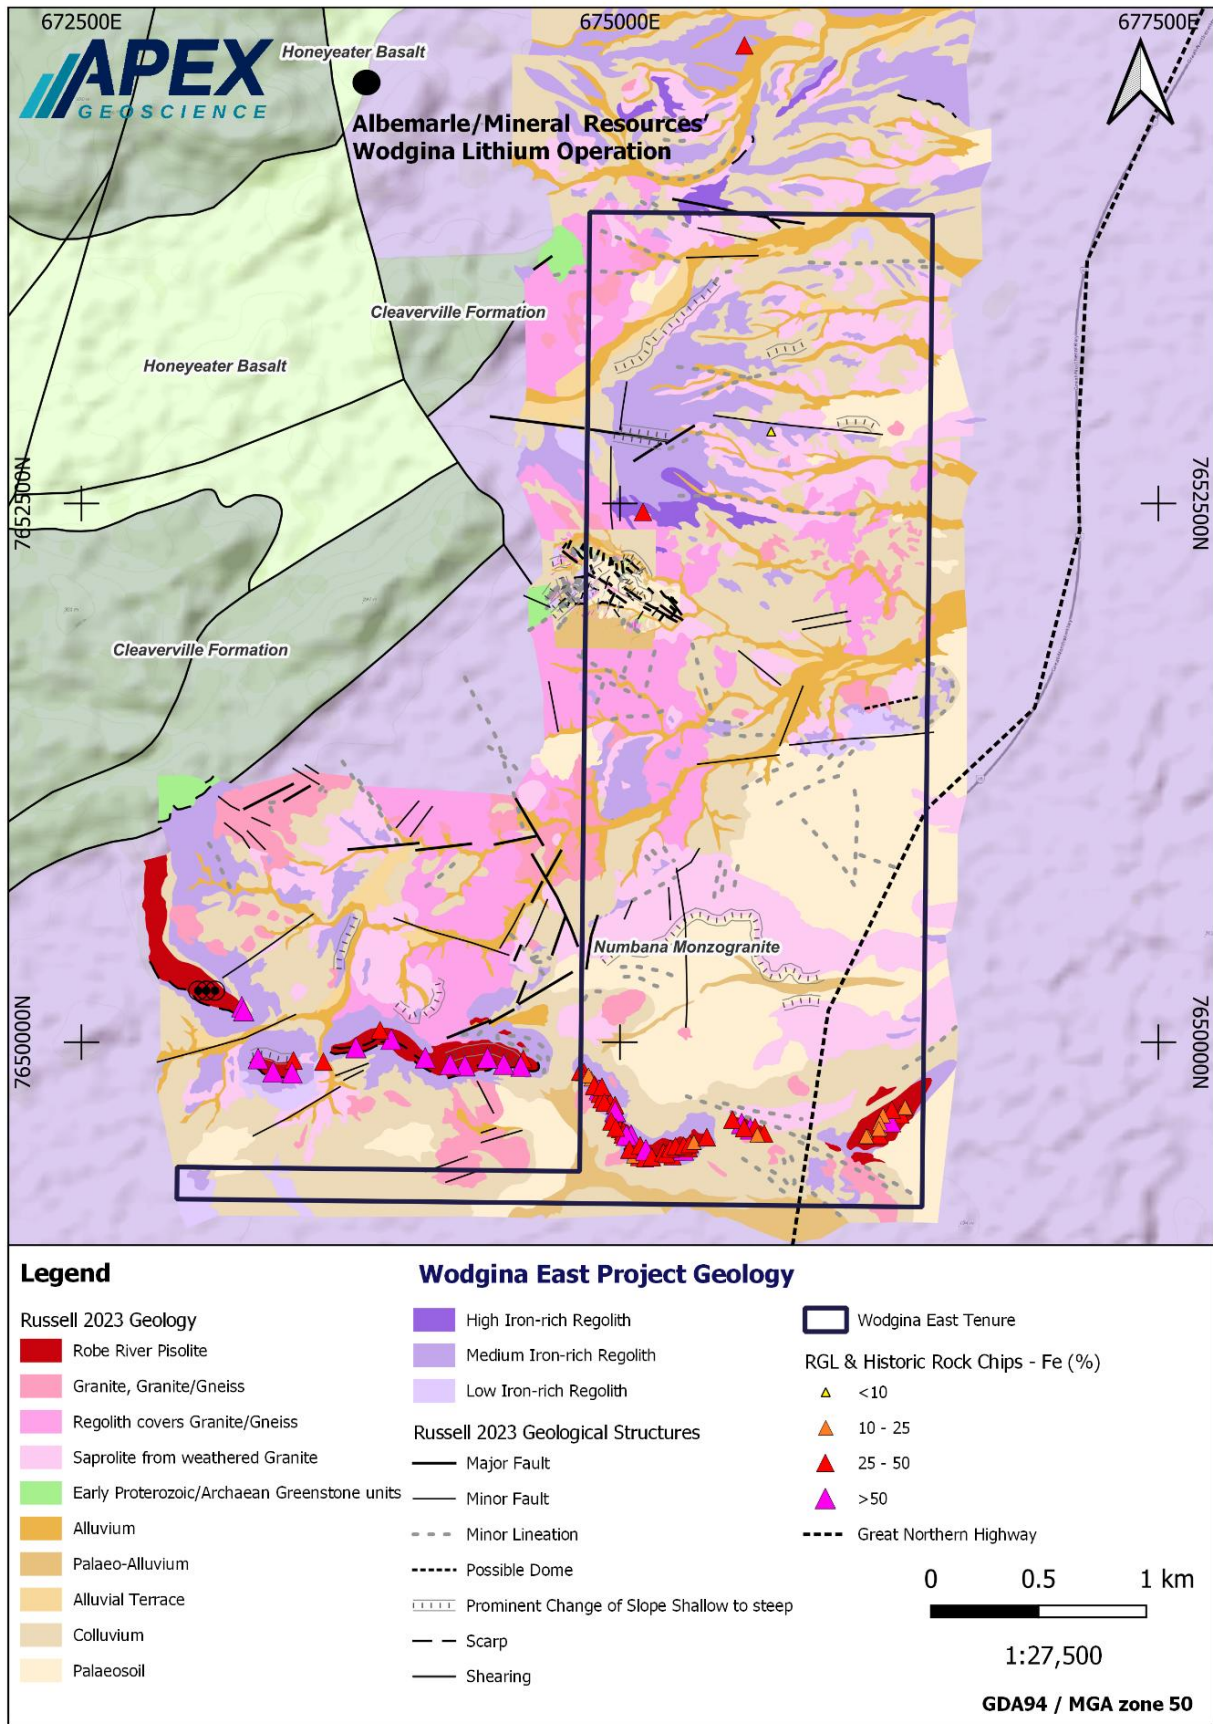 672500E
675000E
677500E
APEX
GEOSCIENCE
Honeyeater Basalt
Albemarle/Mineral Resources'
Wodgina Lithium Operation
Cleaverville Formation
Honeyeater Basalt
7652500N
7652500N
Cleaverville Formation
Numbana Monzogranite
7650000N
7650000N
Legend
Russell 2023 Geology
Robe River Pisolite
Granite, Granite/Gneiss
Regolith covers Granite/Gneiss
Saprolite from weathered Granite
Early Proterozoic/Archaean Greenstone units
Alluvium
Palaeo-Alluvium
Alluvial Terrace
Colluvium
Palaeosoil
Wodgina East Project Geology
High Iron-rich Regolith
Medium Iron-rich Regolith
Low Iron-rich Regolith
Russell 2023 Geological Structures
Major Fault
Minor Fault
Minor Lineation
Possible Dome
Prominent Change of Slope Shallow to steep
Scarp
Shearing
Wodgina East Tenure
RGL & Historic Rock Chips - Fe (%)
<10
10 - 25
25 - 50
>50
Great Northern Highway
0 0.5 1 km
1:27,500
GDA94 / MGA zone 50